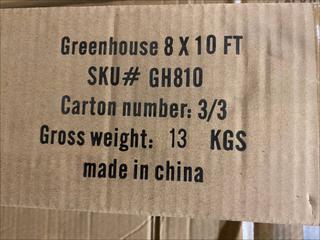 Greenhouse 8 X 10 FT
SKU# GH810
Carton number: 3/3
Gross weight: 13 KGS
made in china